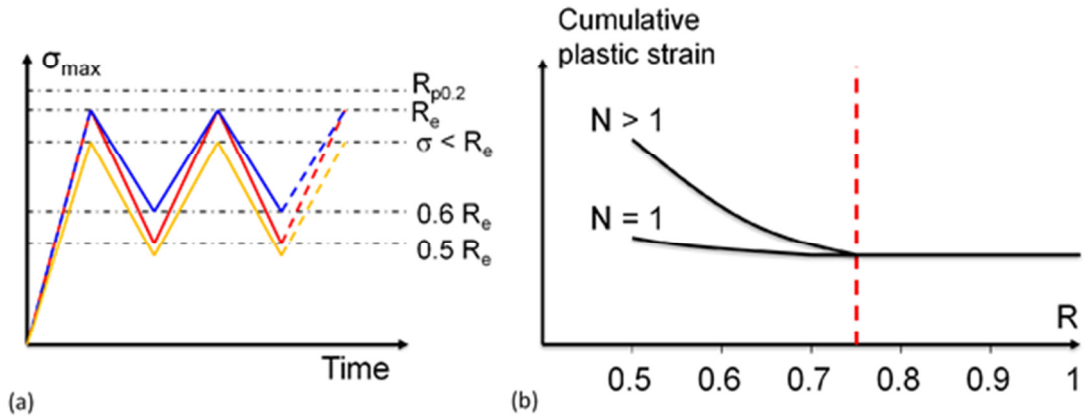 σmax
Rp0.2
Re
σ < Re
0.6 Re
0.5 Re
Time
(a)
Cumulative
plastic strain
N > 1
N = 1
R
0.5 0.6 0.7 0.8 0.9 1
(b)